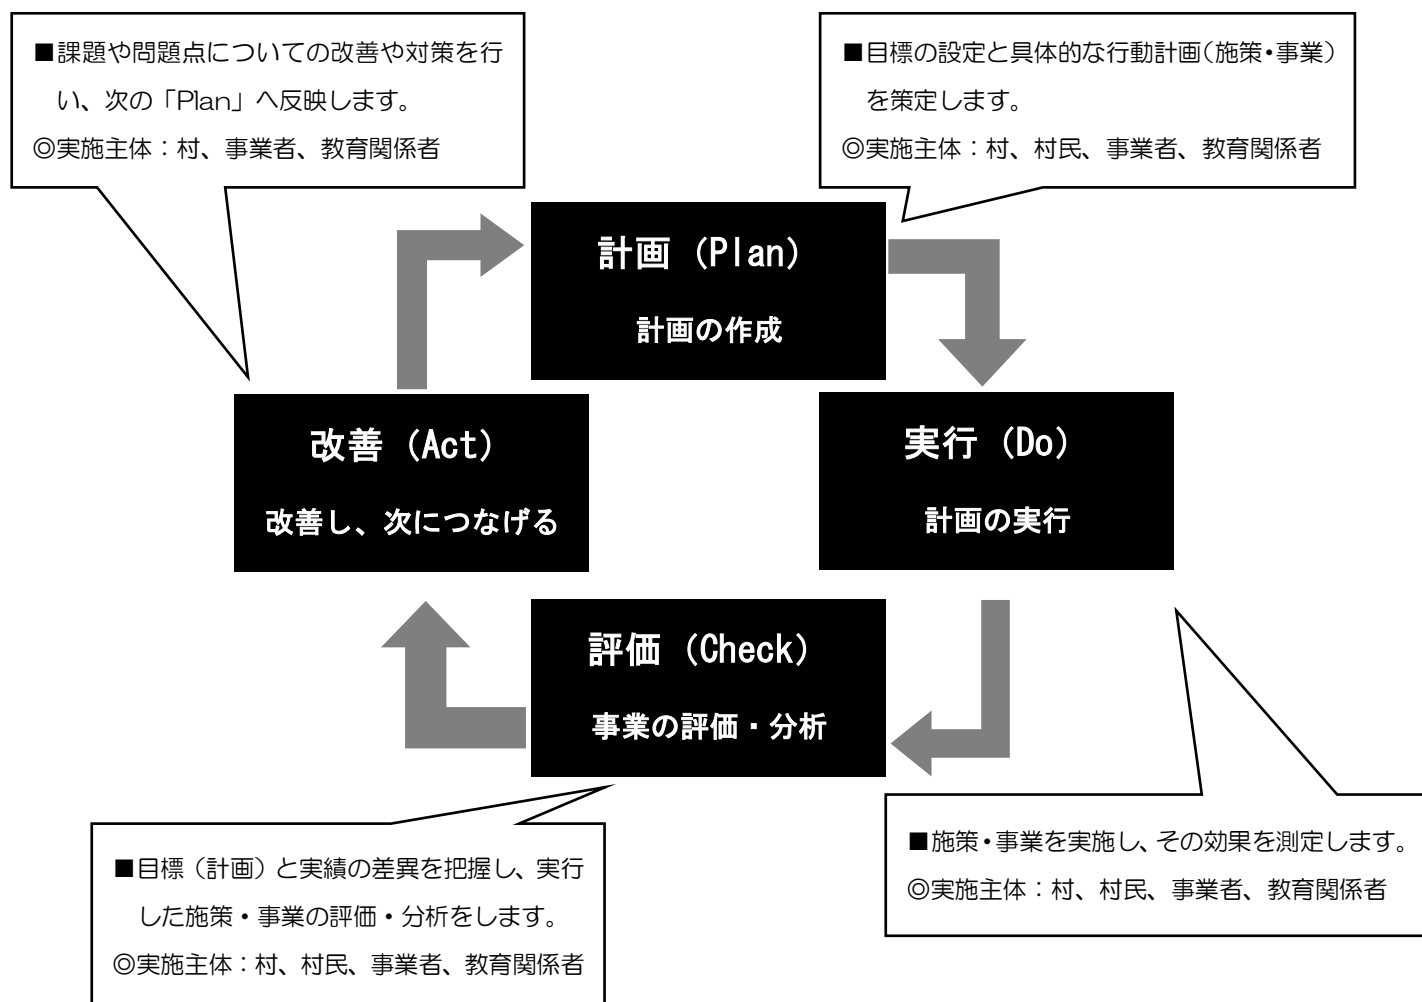 ■課題や問題点についての改善や対策を行
い、次の「Plan」へ反映します。
◎実施主体：村、事業者、教育関係者
■目標の設定と具体的な行動計画（施策・事業）
を策定します。
◎実施主体：村、村民、事業者、教育関係者
計画（Plan）
計画の作成
改善（Act）
改善し、次につなげる
実行（Do）
計画の実行
評価（Check）
事業の評価・分析
■目標（計画）と実績の差異を把握し、実行
した施策・事業の評価・分析をします。
◎実施主体：村、村民、事業者、教育関係者
■施策・事業を実施し、その効果を測定します。
◎実施主体：村、村民、事業者、教育関係者